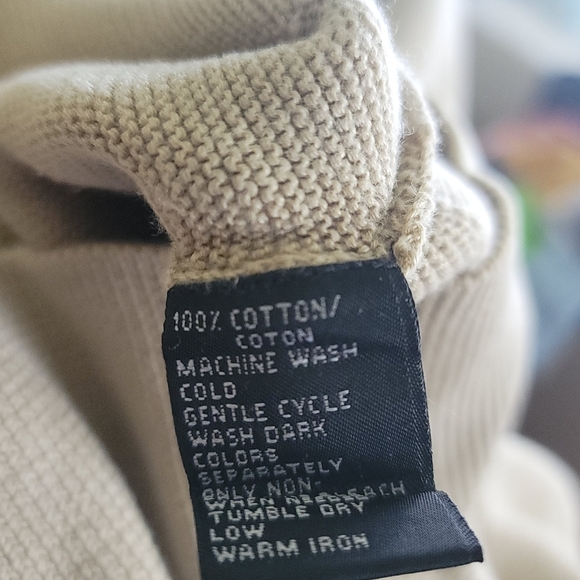 100% COTTON/
COTON
MACHINE WASH
COLD
GENTLE CYCLE
WASH DARK
COLORS
SEPARATELY
ONLY NON-
WHEN
TUMBLE DRY
LOW
WARM IRON